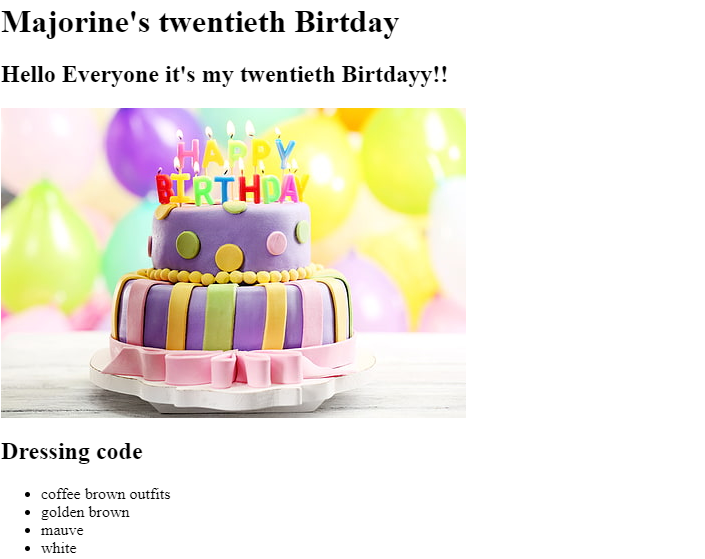 Majorine's twentieth Birtday
Hello Everyone it's my twentieth Birtdayy!!
HAPPY
BIRTHDAY
Dressing code
coffee brown outfits
golden brown
mauve
white